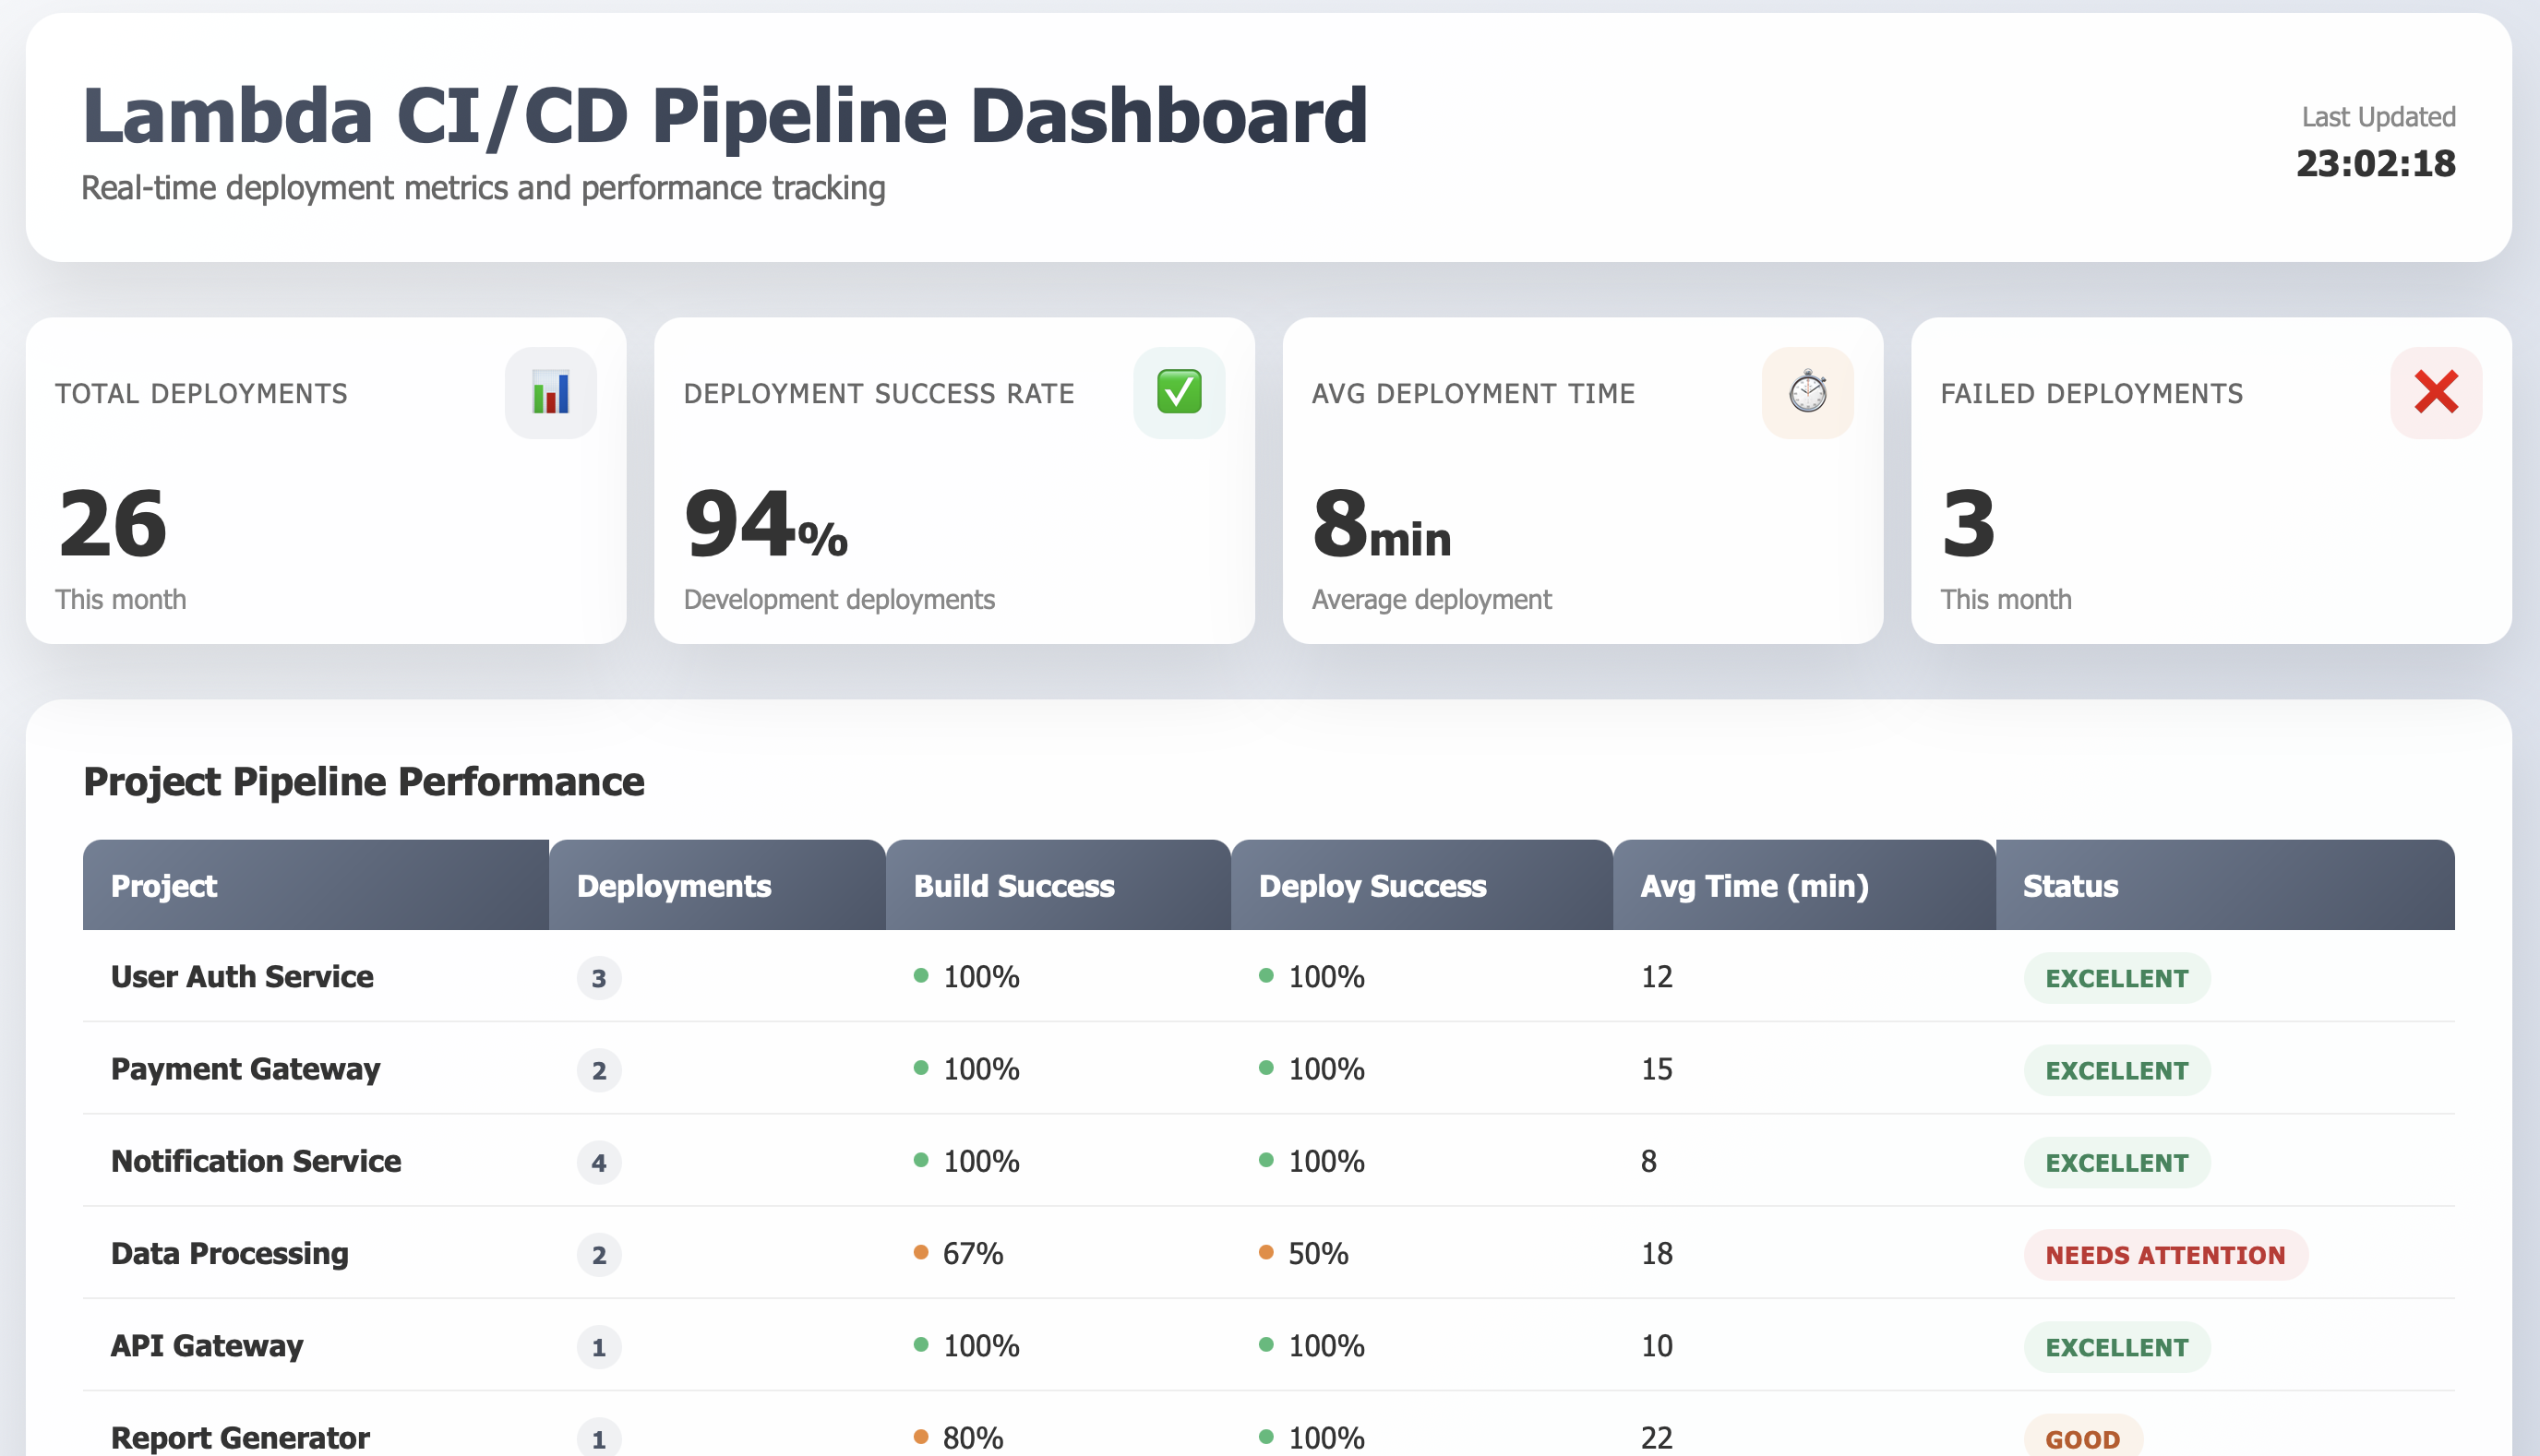 Lambda CI/CD Pipeline Dashboard
Real-time deployment metrics and performance tracking
Last Updated
23:02:18
TOTAL DEPLOYMENTS
26
This month
DEPLOYMENT SUCCESS RATE
94%
Development deployments
AVG DEPLOYMENT TIME
8min
Average deployment
FAILED DEPLOYMENTS
3
This month
Project Pipeline Performance
Project Deployments Build Success Deploy Success Avg Time (min) Status
User Auth Service 3 100% 100% 12 EXCELLENT
Payment Gateway 2 100% 100% 15 EXCELLENT
Notification Service 4 100% 100% 8 EXCELLENT
Data Processing 2 67% 50% 18 NEEDS ATTENTION
API Gateway 1 100% 100% 10 EXCELLENT
Report Generator 1 80% 100% 22 GOOD